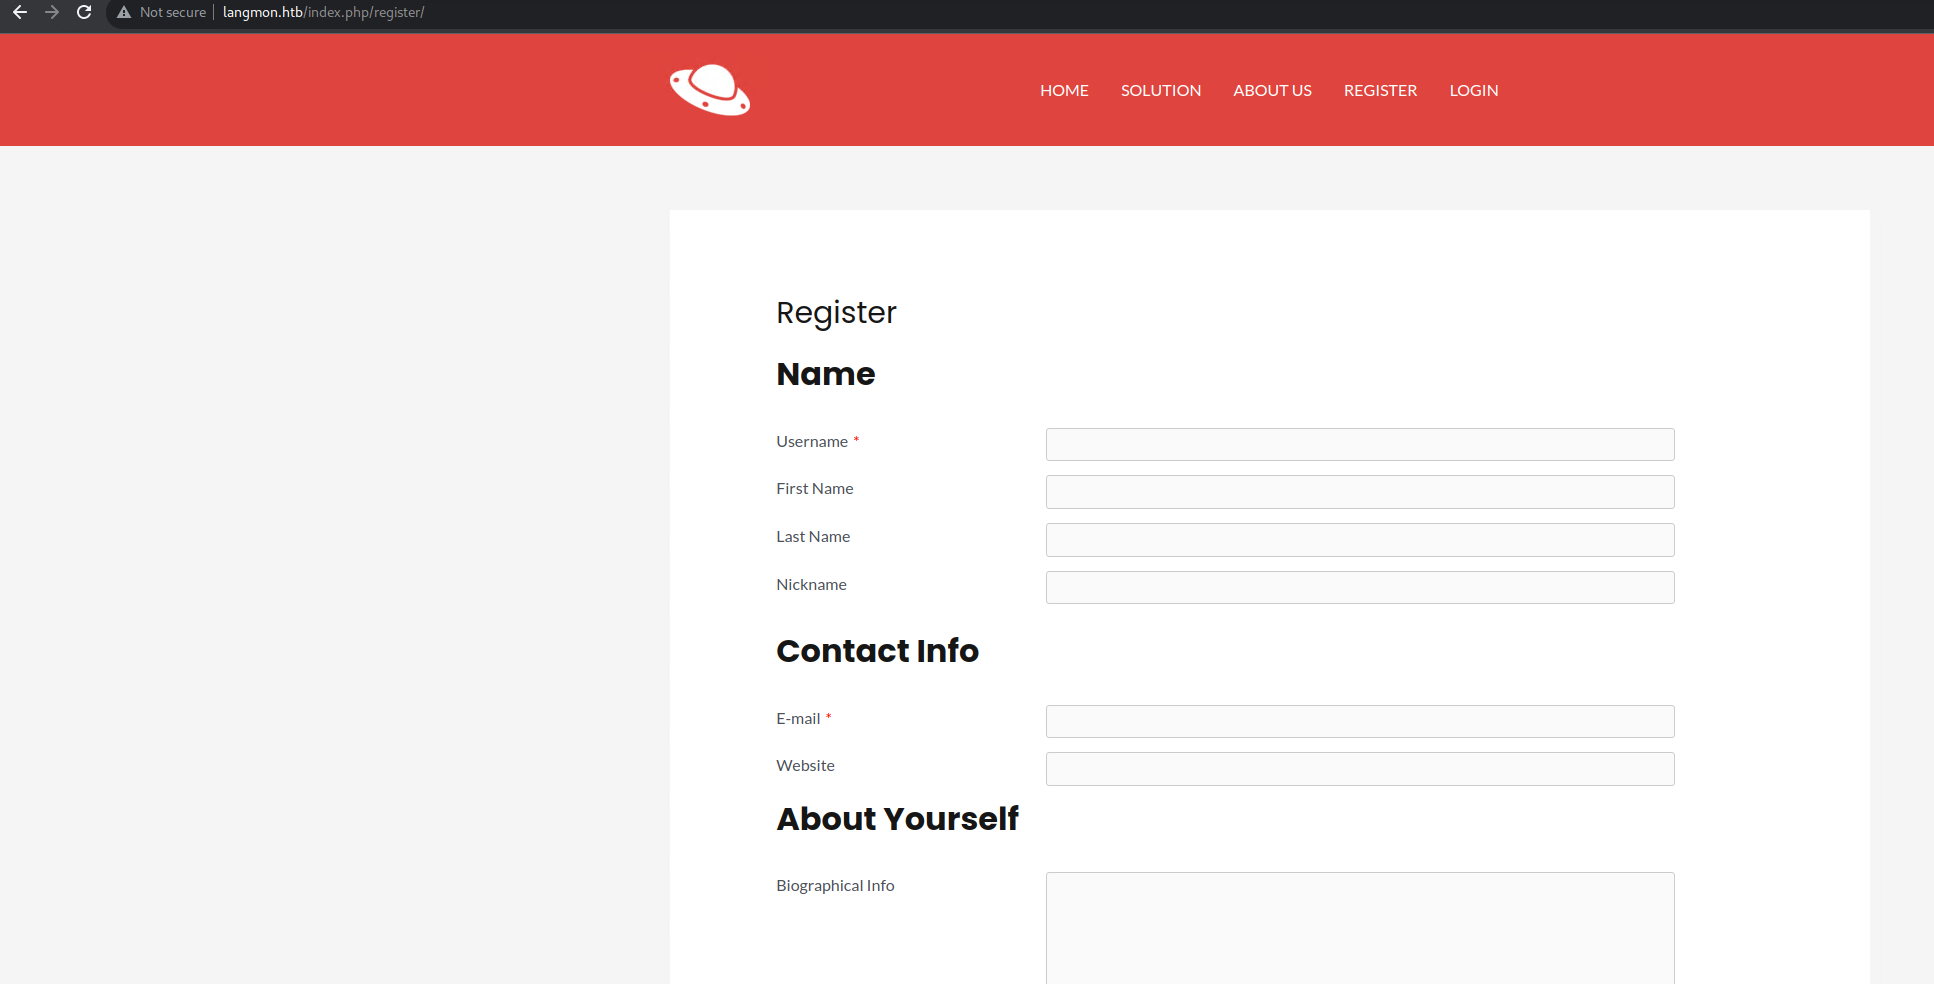 Not secure | langmon.htb/index.php/register/
HOME SOLUTION ABOUT US REGISTER LOGIN
Register
Name
Username *
First Name
Last Name
Nickname
Contact Info
E-mail *
Website
About Yourself
Biographical Info